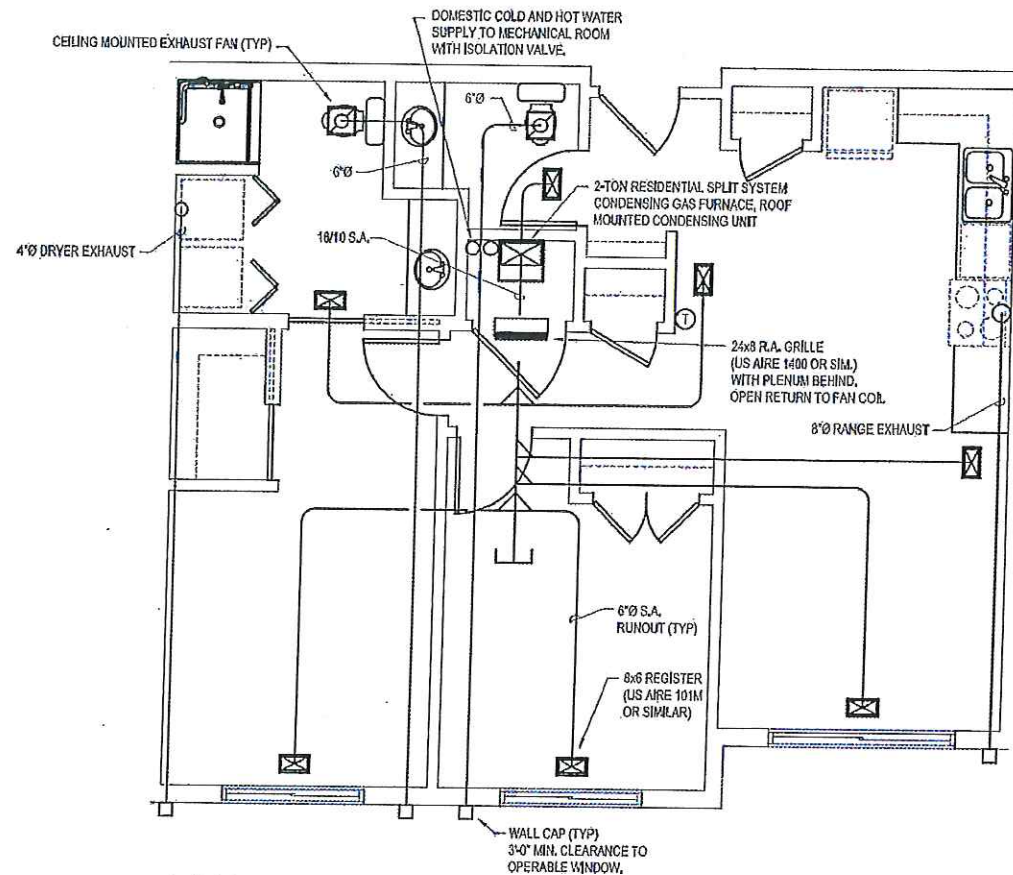 DOMESTIC COLD AND HOT WATER
SUPPLY TO MECHANICAL ROOM
WITH ISOLATION VALVE.
CEILING MOUNTED EXHAUST FAN (TYP)
6"Ø
6"Ø
2-TON RESIDENTIAL SPLIT SYSTEM
CONDENSING GAS FURNACE, ROOF
MOUNTED CONDENSING UNIT
4"Ø DRYER EXHAUST
16/10 S.A.
T
24x8 R.A. GRILLE
(US AIRE 1400 OR SIM.)
WITH PLENUM BEHIND,
OPEN RETURN TO FAN COIL.
8"Ø RANGE EXHAUST
6"Ø S.A.
RUNOUT (TYP)
8x6 REGISTER
(US AIRE 101M
OR SIMILAR)
WALL CAP (TYP)
3'-0" MIN. CLEARANCE TO
OPERABLE WINDOW.